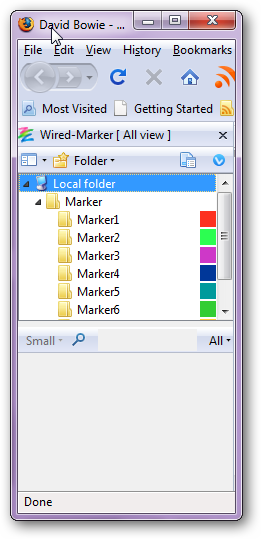 David Bowie - ...
File Edit View History Bookmarks
Most Visited Getting Started
Wired-Marker [ All view ]
Folder
Local folder
Marker
Marker1
Marker2
Marker3
Marker4
Marker5
Marker6
Small All
Done